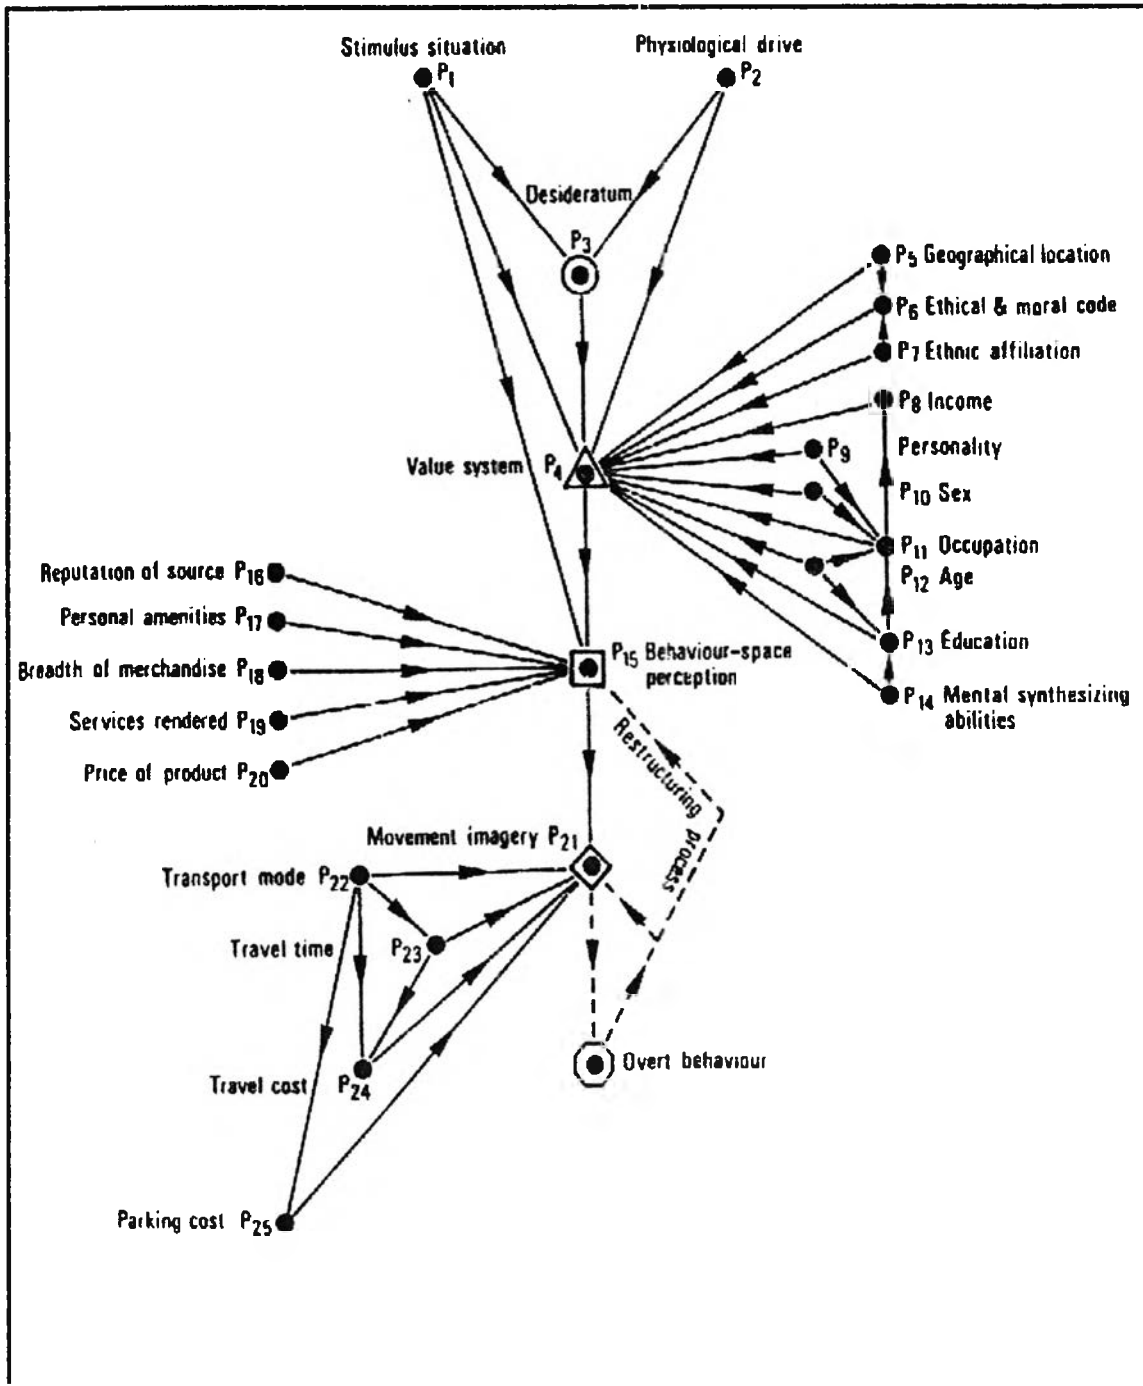 Stimulus situation
P1
Physiological drive
P2
Desideratum
P3
P5 Geographical location
P6 Ethical & moral code
P7 Ethnic affiliation
P8 Income
P9
Personality
Value system P4
P10 Sex
P11 Occupation
P12 Age
Reputation of source P16
Personal amenities P17
P13 Education
P15 Behaviour-space
perception
Breadth of merchandise P18
P14 Mental synthesizing
abilities
Services rendered P19
Price of product P20
Restructuring process
Movement imagery P21
Transport mode P22
Travel time
P23
Overt behaviour
Travel cost
P24
Parking cost P25